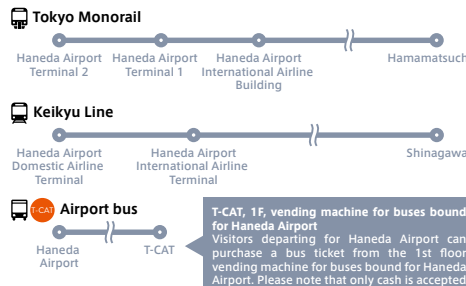 Tokyo Monorail
Haneda Airport
Terminal 2
Haneda Airport
Terminal 1
Haneda Airport
International Airline
Building
Hamamatsuch
Keikyu Line
Haneda Airport
Domestic Airline
Terminal
Haneda Airport
International Airline
Terminal
Shinagawa
T-CAT
Airport bus
Haneda
Airport
T-CAT
T-CAT, 1F, vending machine for buses bound
for Haneda Airport
Visitors departing for Haneda Airport can
purchase a bus ticket from the 1st floor
vending machine for buses bound for Haneda
Airport. Please note that only cash is accepted